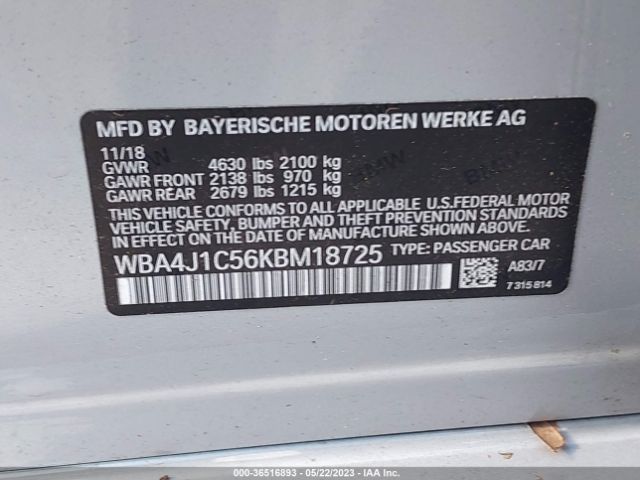 MFD BY BAYERISCHE MOTOREN WERKE AG
11/18
GVWR 4630 lbs 2100 kg
GAWR FRONT 2138 lbs 970 kg
GAWR REAR 2679 lbs 1215 kg
THIS VEHICLE CONFORMS TO ALL APPLICABLE U.S.FEDERAL MOTOR
VEHICLE SAFETY, BUMPER AND THEFT PREVENTION STANDARDS
IN EFFECT ON THE DATE OF MANUFACTURE SHOWN ABOVE.
WBA4J1C56KBM18725 TYPE: PASSENGER CAR
A83/7
7 315 814
000-36516893 - 05/22/2023 - IAA Inc.